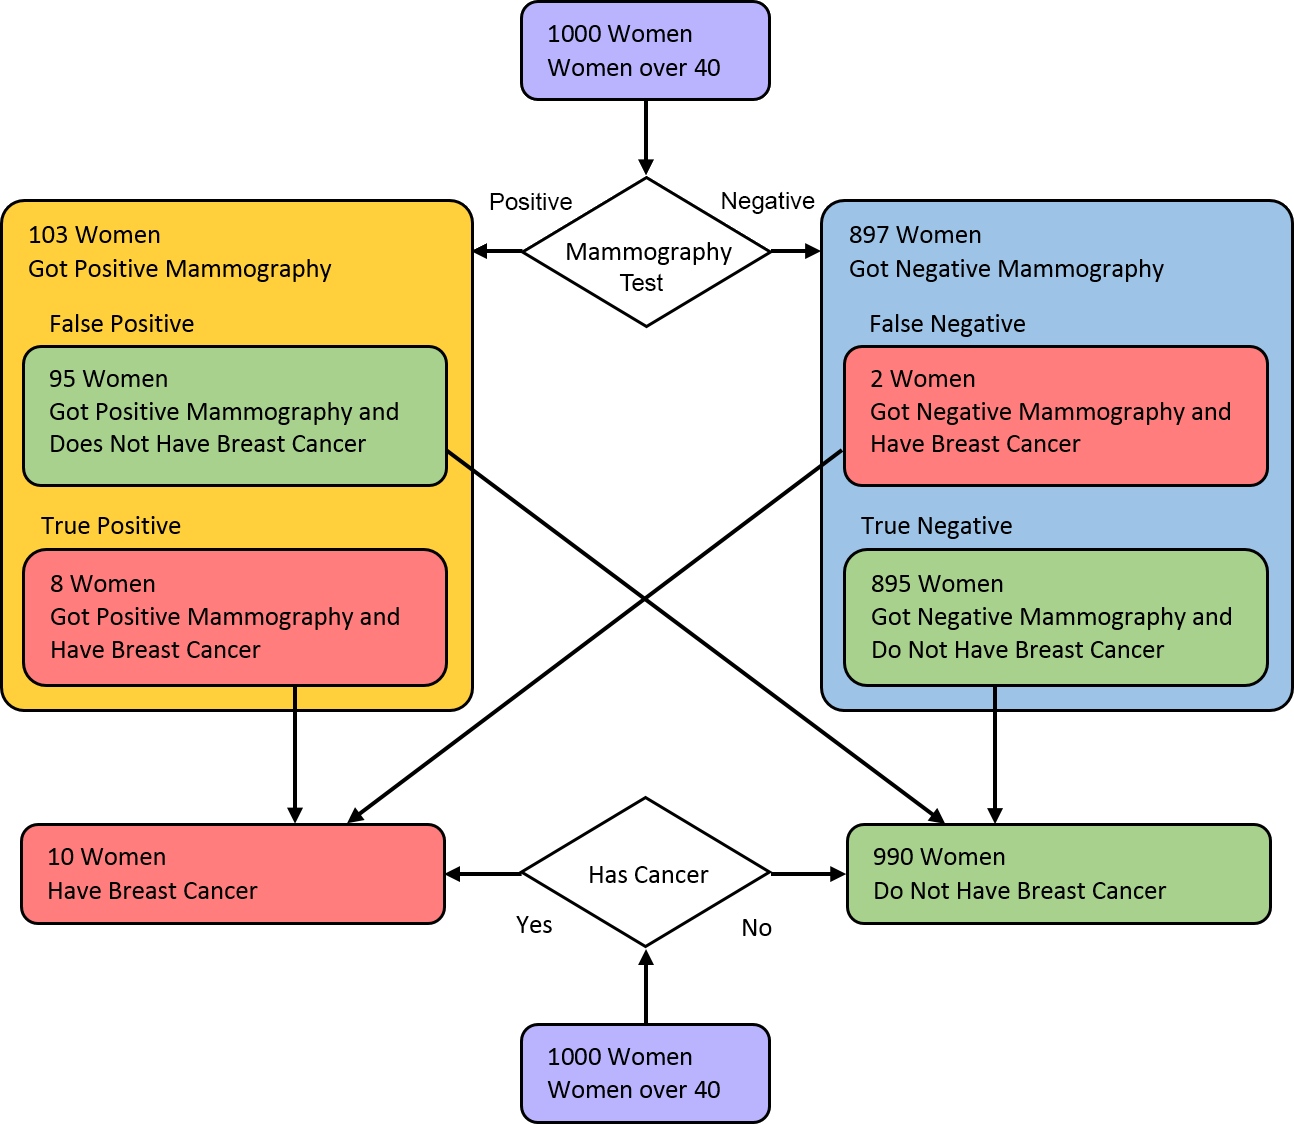 1000 Women
Women over 40
Positive
Negative
Mammography
Test
103 Women
Got Positive Mammography
False Positive
95 Women
Got Positive Mammography and
Does Not Have Breast Cancer
True Positive
8 Women
Got Positive Mammography and
Have Breast Cancer
897 Women
Got Negative Mammography
False Negative
2 Women
Got Negative Mammography and
Have Breast Cancer
True Negative
895 Women
Got Negative Mammography and
Do Not Have Breast Cancer
10 Women
Have Breast Cancer
Has Cancer
Yes
No
990 Women
Do Not Have Breast Cancer
1000 Women
Women over 40